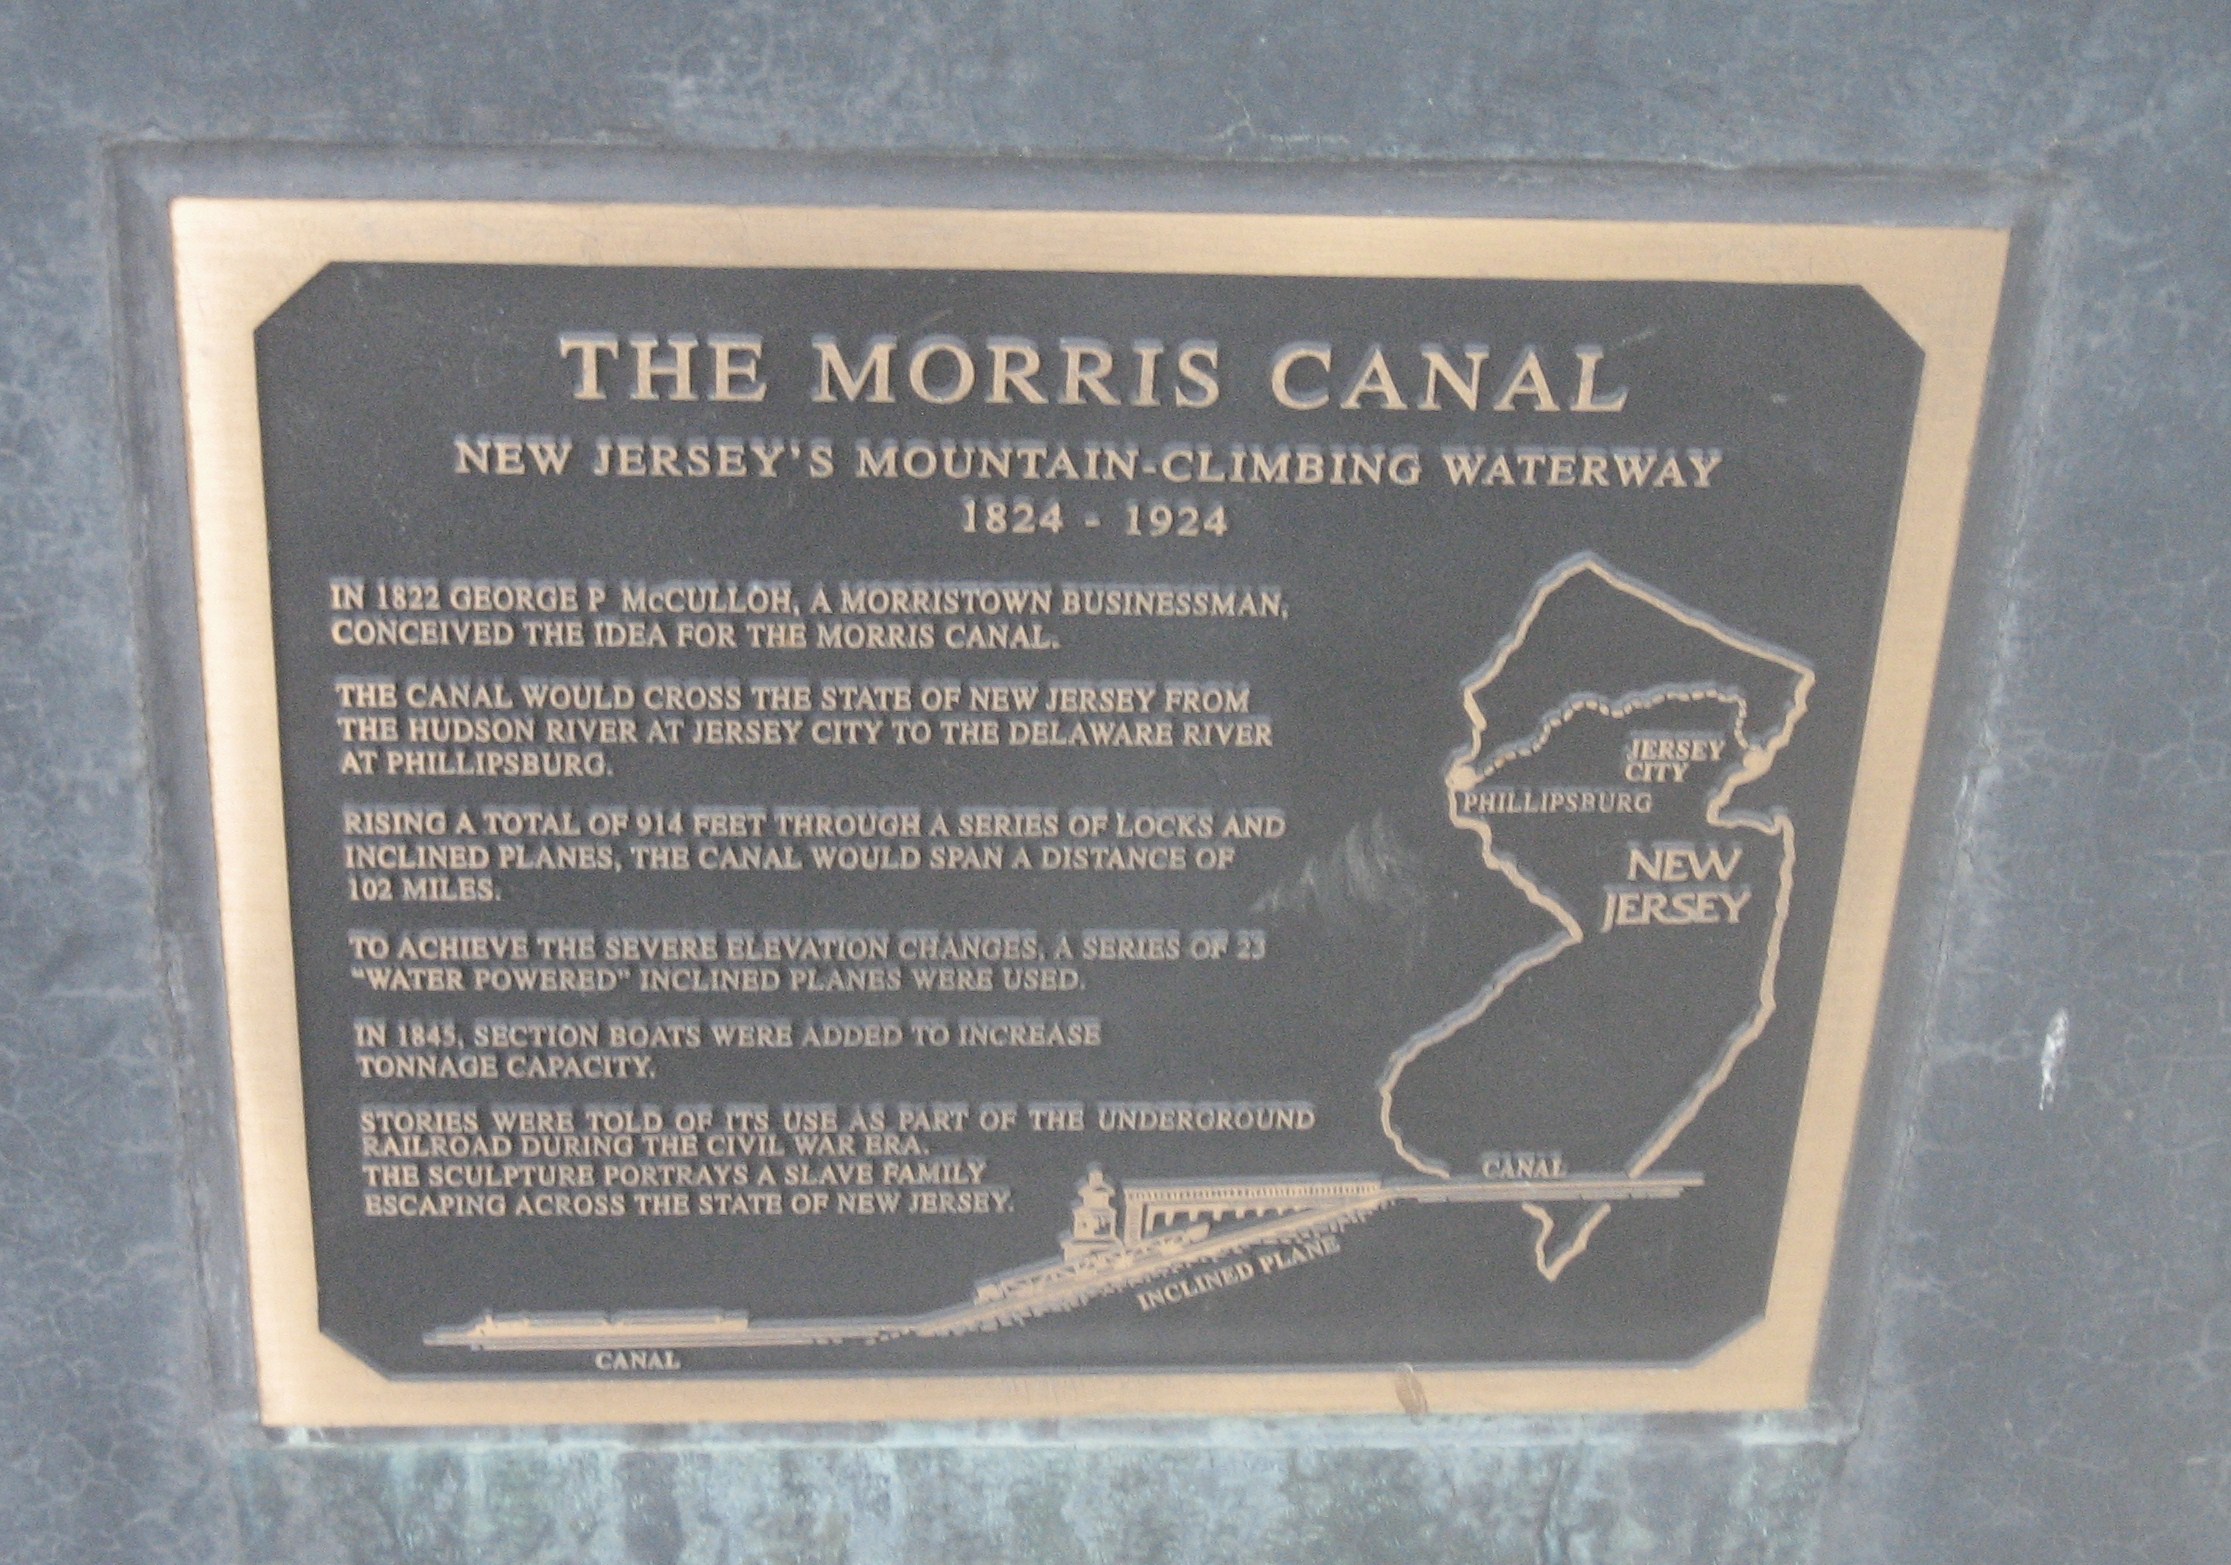 THE MORRIS CANAL
NEW JERSEY'S MOUNTAIN-CLIMBING WATERWAY
1824 - 1924
IN 1822 GEORGE P McCULLOH, A MORRISTOWN BUSINESSMAN,
CONCEIVED THE IDEA FOR THE MORRIS CANAL.
THE CANAL WOULD CROSS THE STATE OF NEW JERSEY FROM
THE HUDSON RIVER AT JERSEY CITY TO THE DELAWARE RIVER
AT PHILLIPSBURG.
RISING A TOTAL OF 914 FEET THROUGH A SERIES OF LOCKS AND
INCLINED PLANES, THE CANAL WOULD SPAN A DISTANCE OF
102 MILES.
TO ACHIEVE THE SEVERE ELEVATION CHANGES, A SERIES OF 23
"WATER POWERED" INCLINED PLANES WERE USED.
IN 1845, SECTION BOATS WERE ADDED TO INCREASE
TONNAGE CAPACITY.
STORIES WERE TOLD OF ITS USE AS PART OF THE UNDERGROUND
RAILROAD DURING THE CIVIL WAR ERA.
THE SCULPTURE PORTRAYS A SLAVE FAMILY
ESCAPING ACROSS THE STATE OF NEW JERSEY.
JERSEY
CITY
PHILLIPSBURG
NEW
JERSEY
CANAL
INCLINED PLANE
CANAL